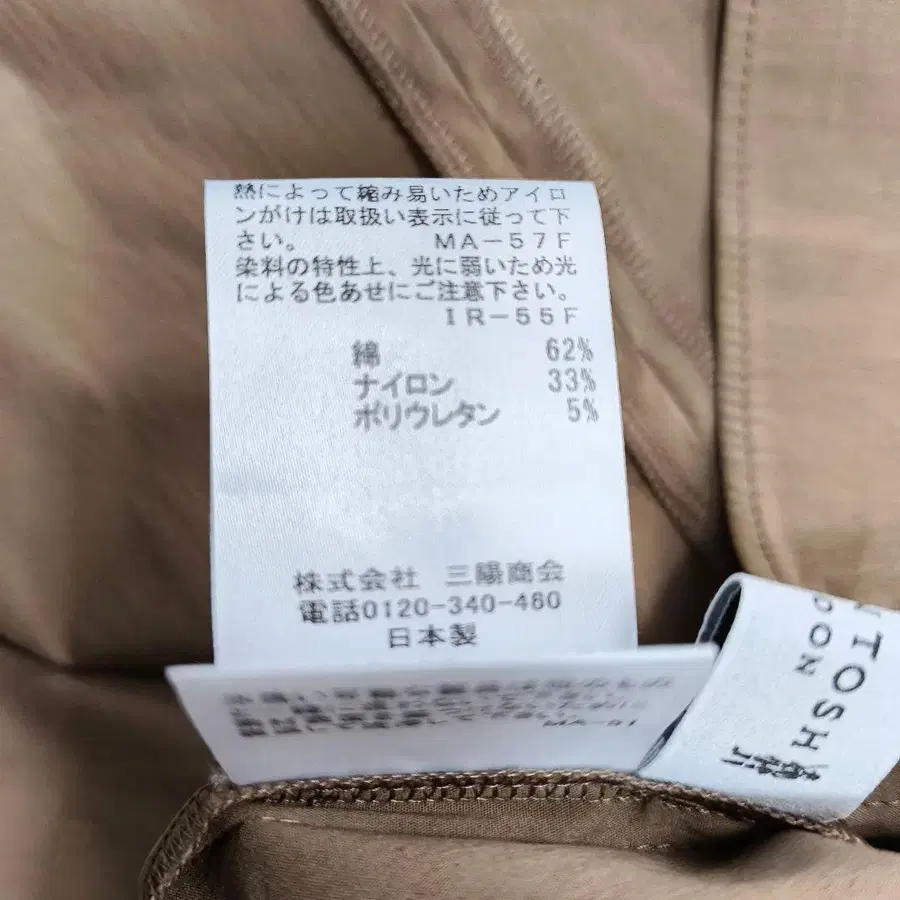 熱によって縮み易いためアイロ
ンがけは取扱い表示に従って下
さい。 MA-57F
染料の特性上、光に弱いため光
による色あせにご注意下さい。
IR-55F
綿 62%
ナイロン 33%
ポリウレタン 5%
株式会社 三陽商会
電話0120-340-460
日本製
MA-91
TOSH
DON